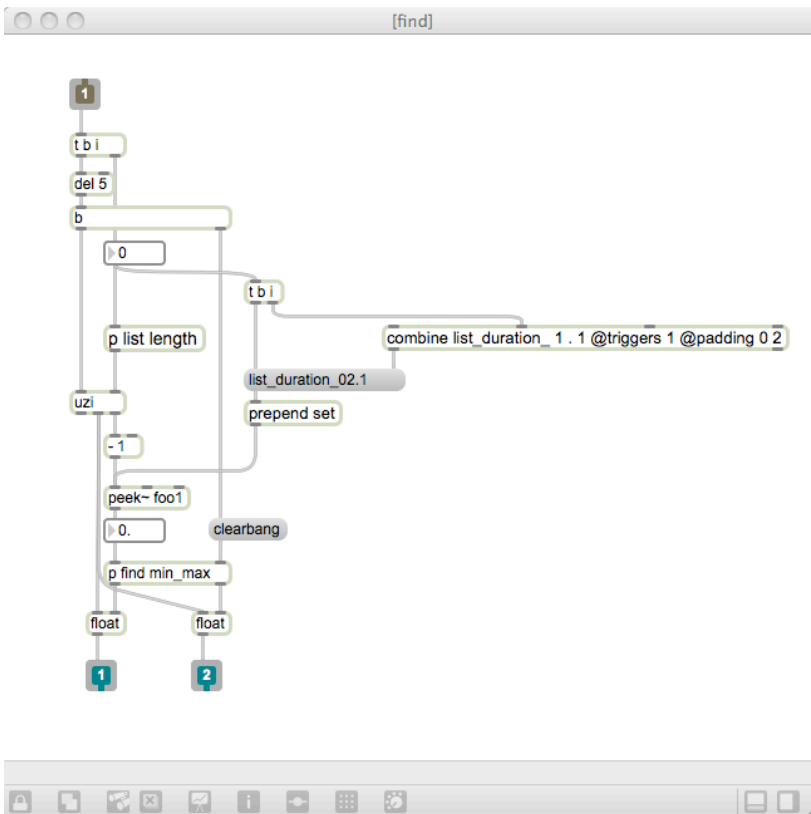 [find]
1
t b i
del 5
b
0
t b i
p list length
combine list_duration_ 1 . 1 @triggers 1 @padding 0 2
list_duration_02.1
uzi
prepend set
- 1
peek~ foo1
0.
clearbang
p find min_max
float
float
1
2